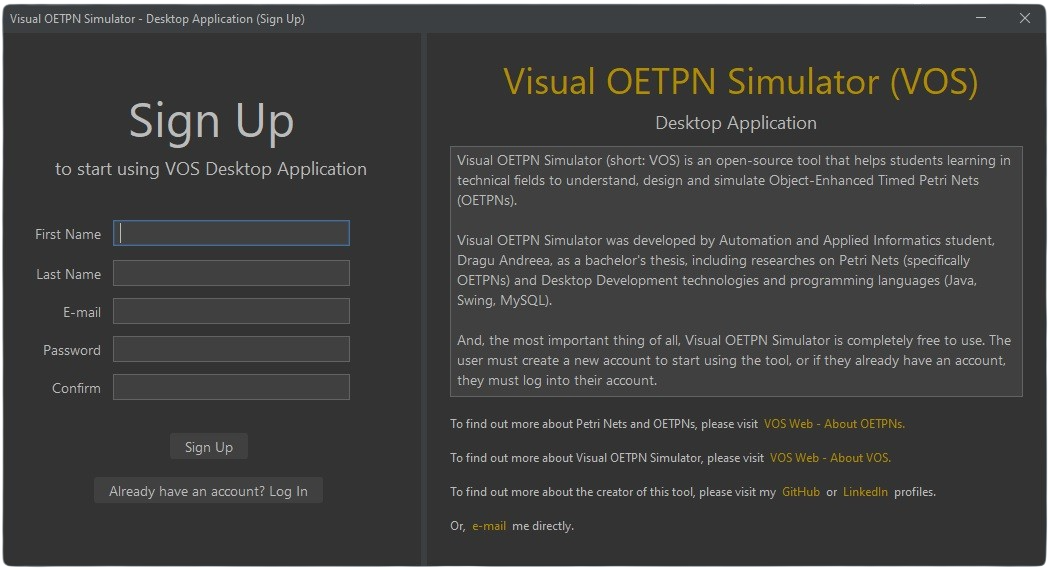 Visual OETPN Simulator - Desktop Application (Sign Up)
Sign Up
to start using VOS Desktop Application
First Name
Last Name
E-mail
Password
Confirm
Sign Up
Already have an account? Log In
Visual OETPN Simulator (VOS)
Desktop Application
Visual OETPN Simulator (short: VOS) is an open-source tool that helps students learning in
technical fields to understand, design and simulate Object-Enhanced Timed Petri Nets
(OETPNs).
Visual OETPN Simulator was developed by Automation and Applied Informatics student,
Dragu Andreea, as a bachelor's thesis, including researches on Petri Nets (specifically
OETPNs) and Desktop Development technologies and programming languages (Java,
Swing, MySQL).
And, the most important thing of all, Visual OETPN Simulator is completely free to use. The
user must create a new account to start using the tool, or if they already have an account,
they must log into their account.
To find out more about Petri Nets and OETPNs, please visit VOS Web - About OETPNs.
To find out more about Visual OETPN Simulator, please visit VOS Web - About VOS.
To find out more about the creator of this tool, please visit my GitHub or LinkedIn profiles.
Or, e-mail me directly.